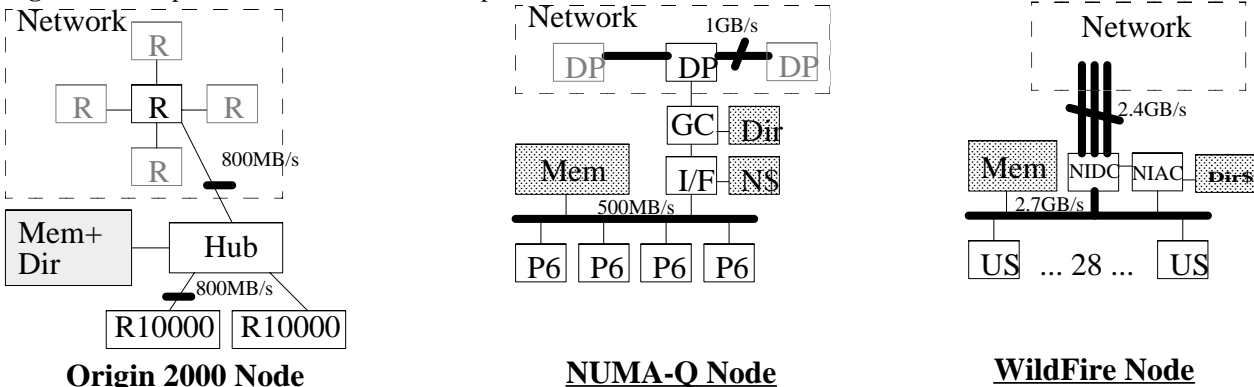 Network
R
R
R
R
R
800MB/s
Mem+
Dir
Hub
800MB/s
R10000
R10000
Origin 2000 Node
Network
1GB/s
DP
DP
DP
GC
Dir
Mem
I/F
N$
500MB/s
P6
P6
P6
P6
NUMA-Q Node
Network
2.4GB/s
Mem
NIDC
NIAC
Dir$
2.7GB/s
US
... 28 ...
US
WildFire Node